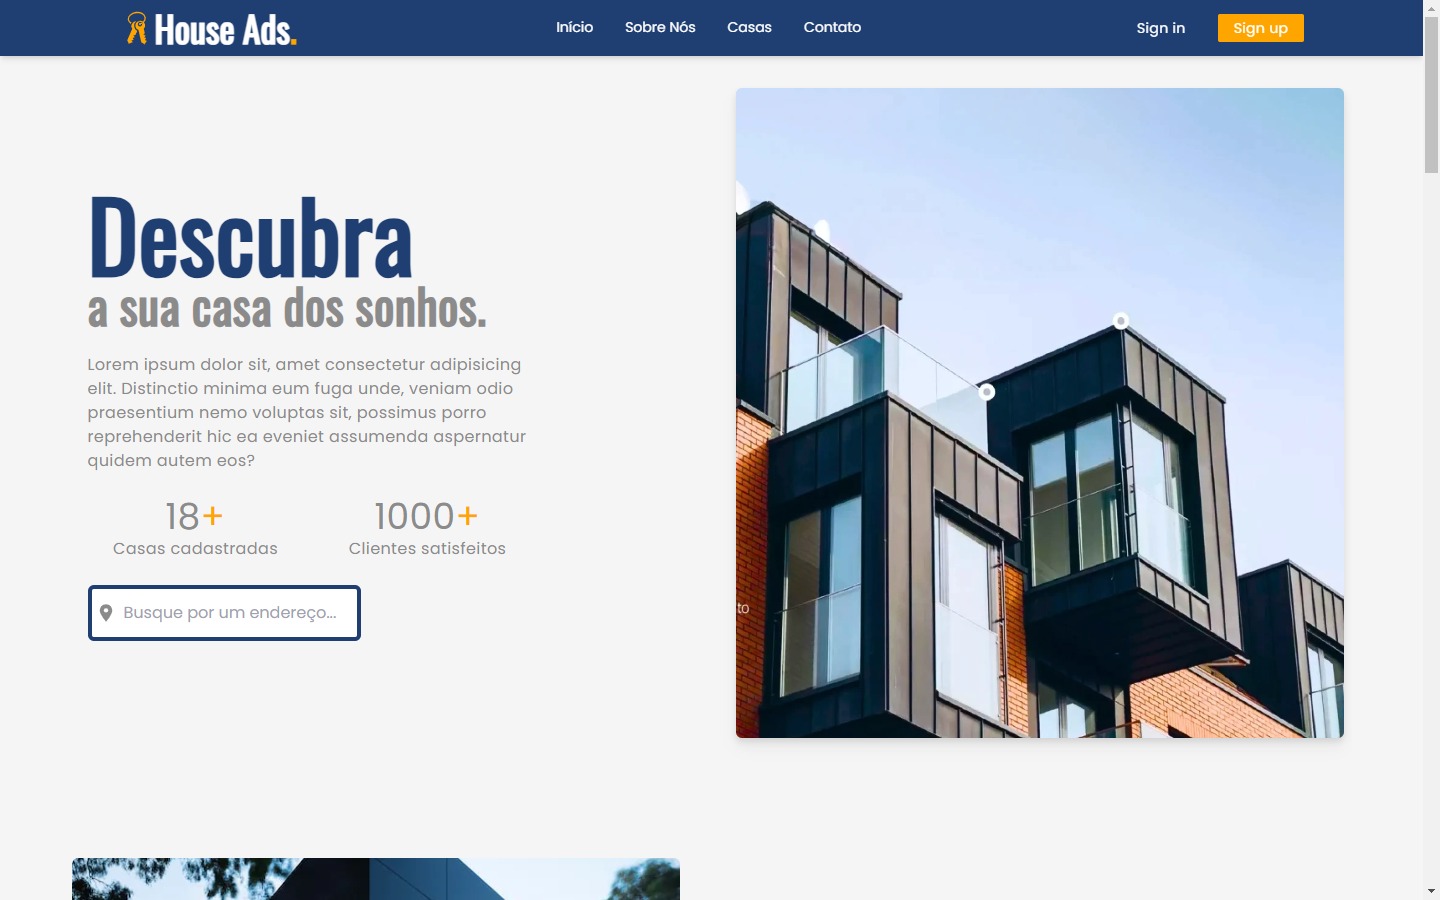 House Ads.
Início
Sobre Nós
Casas
Contato
Sign in
Sign up
Descubra
a sua casa dos sonhos.
Lorem ipsum dolor sit, amet consectetur adipisicing
elit. Distinctio minima eum fuga unde, veniam odio
praesentium nemo voluptas sit, possimus porro
reprehenderit hic ea eveniet assumenda aspernatur
quidem autem eos?
18+
Casas cadastradas
1000+
Clientes satisfeitos
Busque por um endereço...
to